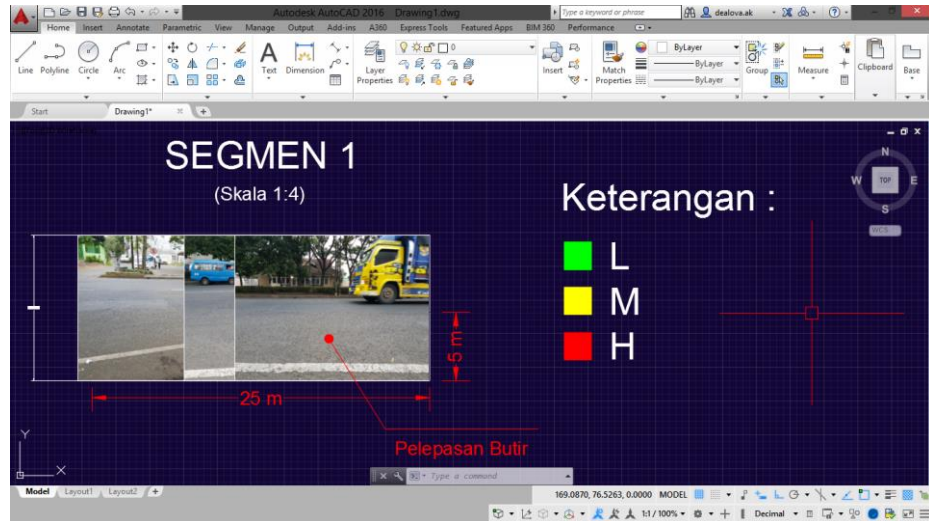 Autodesk AutoCAD 2016 Drawing1.dwg
Type a keyword or phrase
dealova.ak
Home Insert Annotate Parametric View Manage Output Add-ins A360 Express Tools Featured Apps BIM 360 Performance
Line Polyline Circle Arc Text Dimension Layer Properties 0 Insert Match Properties ByLayer ByLayer ByLayer Group Measure Clipboard Base
Start Drawing1*
SEGMEN 1
(Skala 1:4)
Keterangan :
L
M
H
N
W TOP E
S
WCS
5 m
25 m
Pelepasan Butir
Y
X
Type a command
Model Layout1 Layout2
169.0870, 76.5263, 0.0000 MODEL
1:1 / 100% Decimal